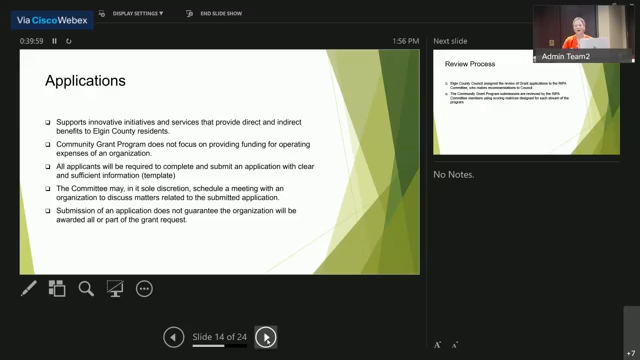 Via Cisco Webex
DISPLAY SETTINGS ▼
END SLIDE SHOW
0:39:59
1:56 PM
Applications
Supports innovative initiatives and services that provide direct and indirect
benefits to Elgin County residents.
Community Grant Program does not focus on providing funding for operating
expenses of an organization.
All applicants will be required to complete and submit an application with clear
and sufficient information (template)
The Committee may, in it sole discretion, schedule a meeting with an
organization to discuss matters related to the submitted application.
Submission of an application does not guarantee the organization will be
awarded all or part of the grant request.
Slide 14 of 24
Next slide
Review Process
Elgin County Council assigned the review of Grant applications to the
Committee, who makes recommendations to Council
The Community Grant Program submissions are reviewed by the
Committee members using scoring matrices designed for each stream of the
program.
No Notes.
Admin Team2
A A
+7